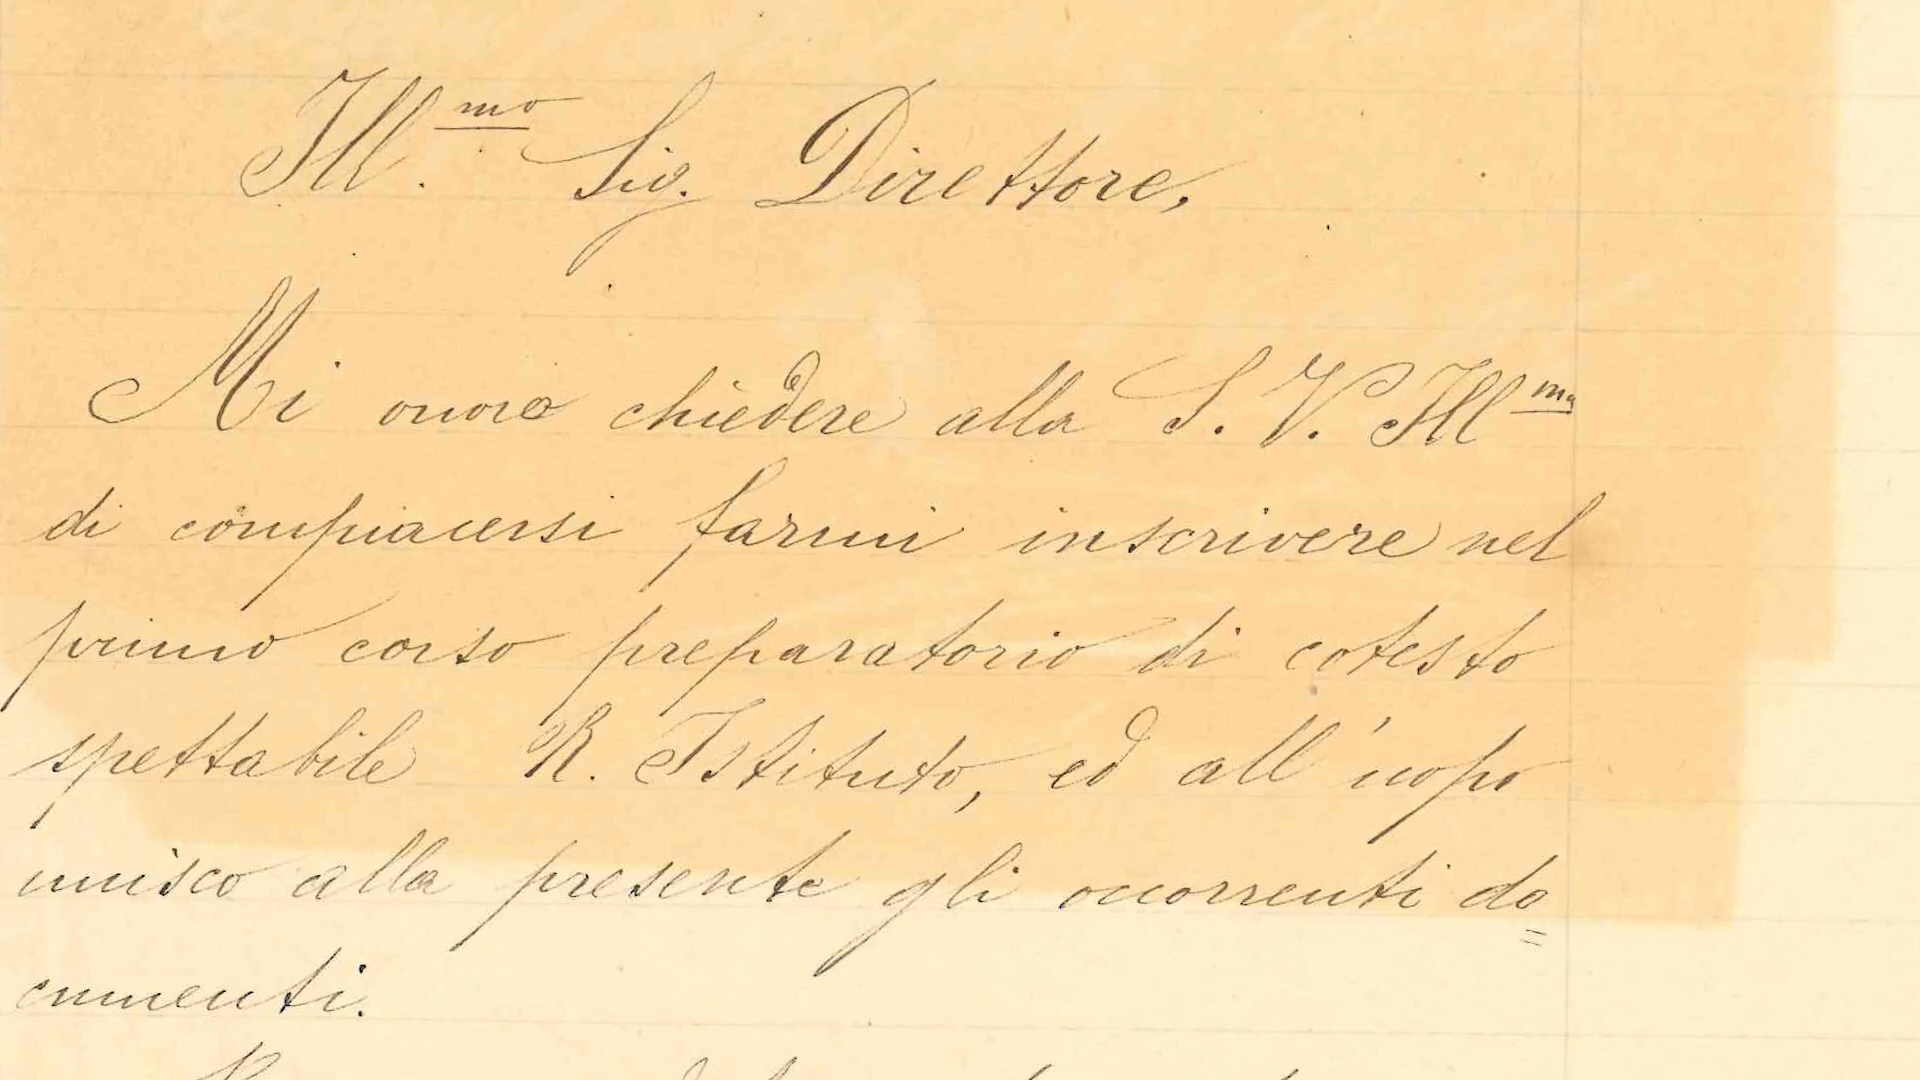 Ill.mo Sig. Direttore,
Mi onoro chiedere alla S. V. Ill ma
di compiacersi farmi inscrivere nel
primo corso preparatorio di cotesto
spettabile R. Istituto, ed all'uopo
unisco alla presente gli occorrenti do=
cumenti.